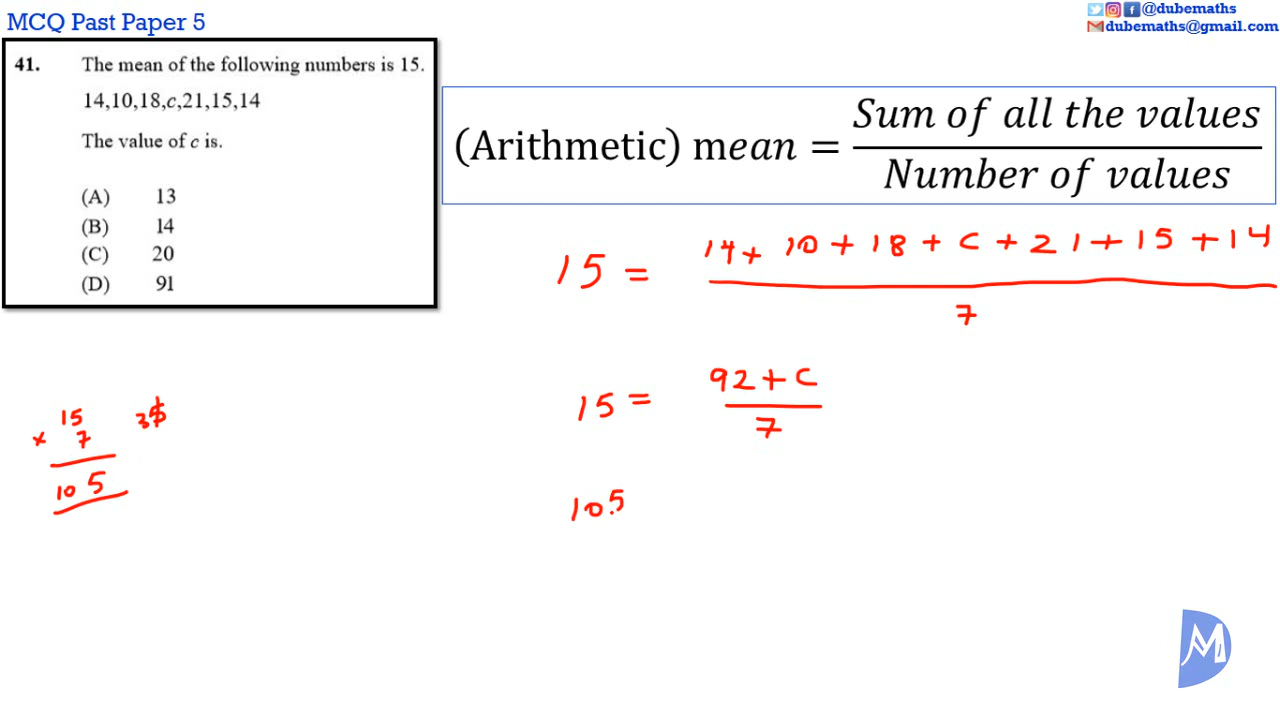 MCQ Past Paper 5
@dubemaths
dubemaths@gmail.com
41. The mean of the following numbers is 15.
14,10,18,c,21,15,14
The value of c is.
(A) 13
(B) 14
(C) 20
(D) 91
(Arithmetic) mean = Sum of all the values / Number of values
15 = 14 + 10 + 18 + C + 21 + 15 + 14
7
15 = 92 + C
7
15
× 7
105
105
M